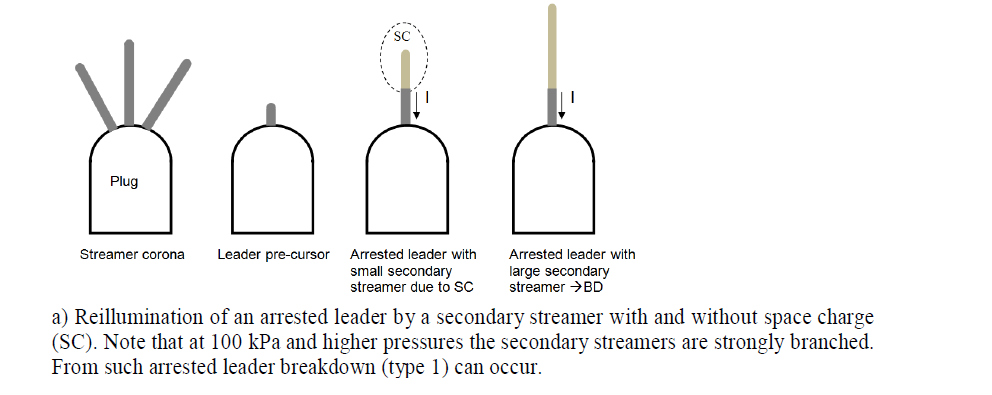 SC
I
I
Plug
Streamer corona
Leader pre-cursor
Arrested leader with
small secondary
streamer due to SC
Arrested leader with
large secondary
streamer →BD
a) Reillumination of an arrested leader by a secondary streamer with and without space charge
(SC). Note that at 100 kPa and higher pressures the secondary streamers are strongly branched.
From such arrested leader breakdown (type 1) can occur.